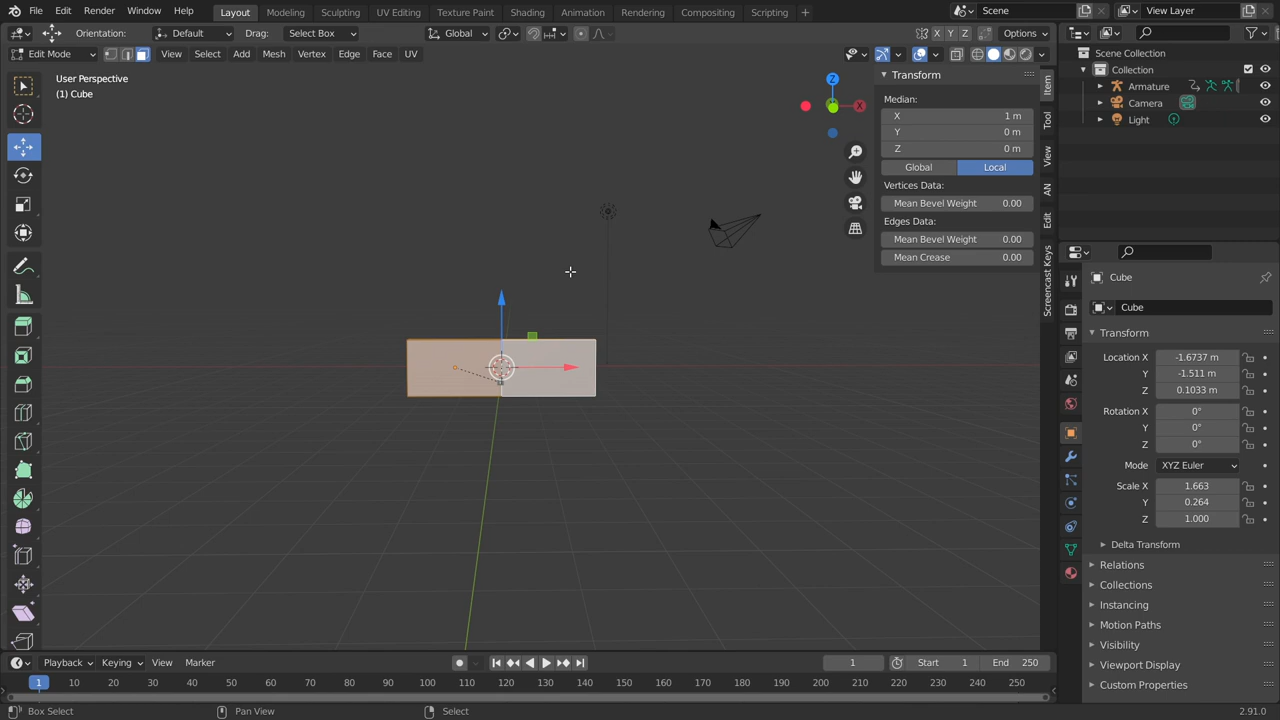 File Edit Render Window Help Layout Modeling Sculpting UV Editing Texture Paint Shading Animation Rendering Compositing Scripting + Scene View Layer
Orientation: Default Drag: Select Box Global X Y Z Options
Edit Mode View Select Add Mesh Vertex Edge Face UV
User Perspective
(1) Cube
Z
Transform
Median:
X 1 m
Y 0 m
Z 0 m
Global Local
Vertices Data:
Mean Bevel Weight 0.00
Edges Data:
Mean Bevel Weight 0.00
Mean Crease 0.00
Item
Tool
View
AN
Edit
Screencast Keys
Scene Collection
Collection
Armature
Camera
Light
Cube
Cube
Transform
Location X -1.6737 m
Y -1.511 m
Z 0.1033 m
Rotation X 0°
Y 0°
Z 0°
Mode XYZ Euler
Scale X 1.663
Y 0.264
Z 1.000
Delta Transform
Relations
Collections
Instancing
Motion Paths
Visibility
Viewport Display
Custom Properties
Playback Keying View Marker 1 Start 1 End 250
1 10 20 30 40 50 60 70 80 90 100 110 120 130 140 150 160 170 180 190 200 210 220 230 240 250
Box Select Pan View Select 2.91.0